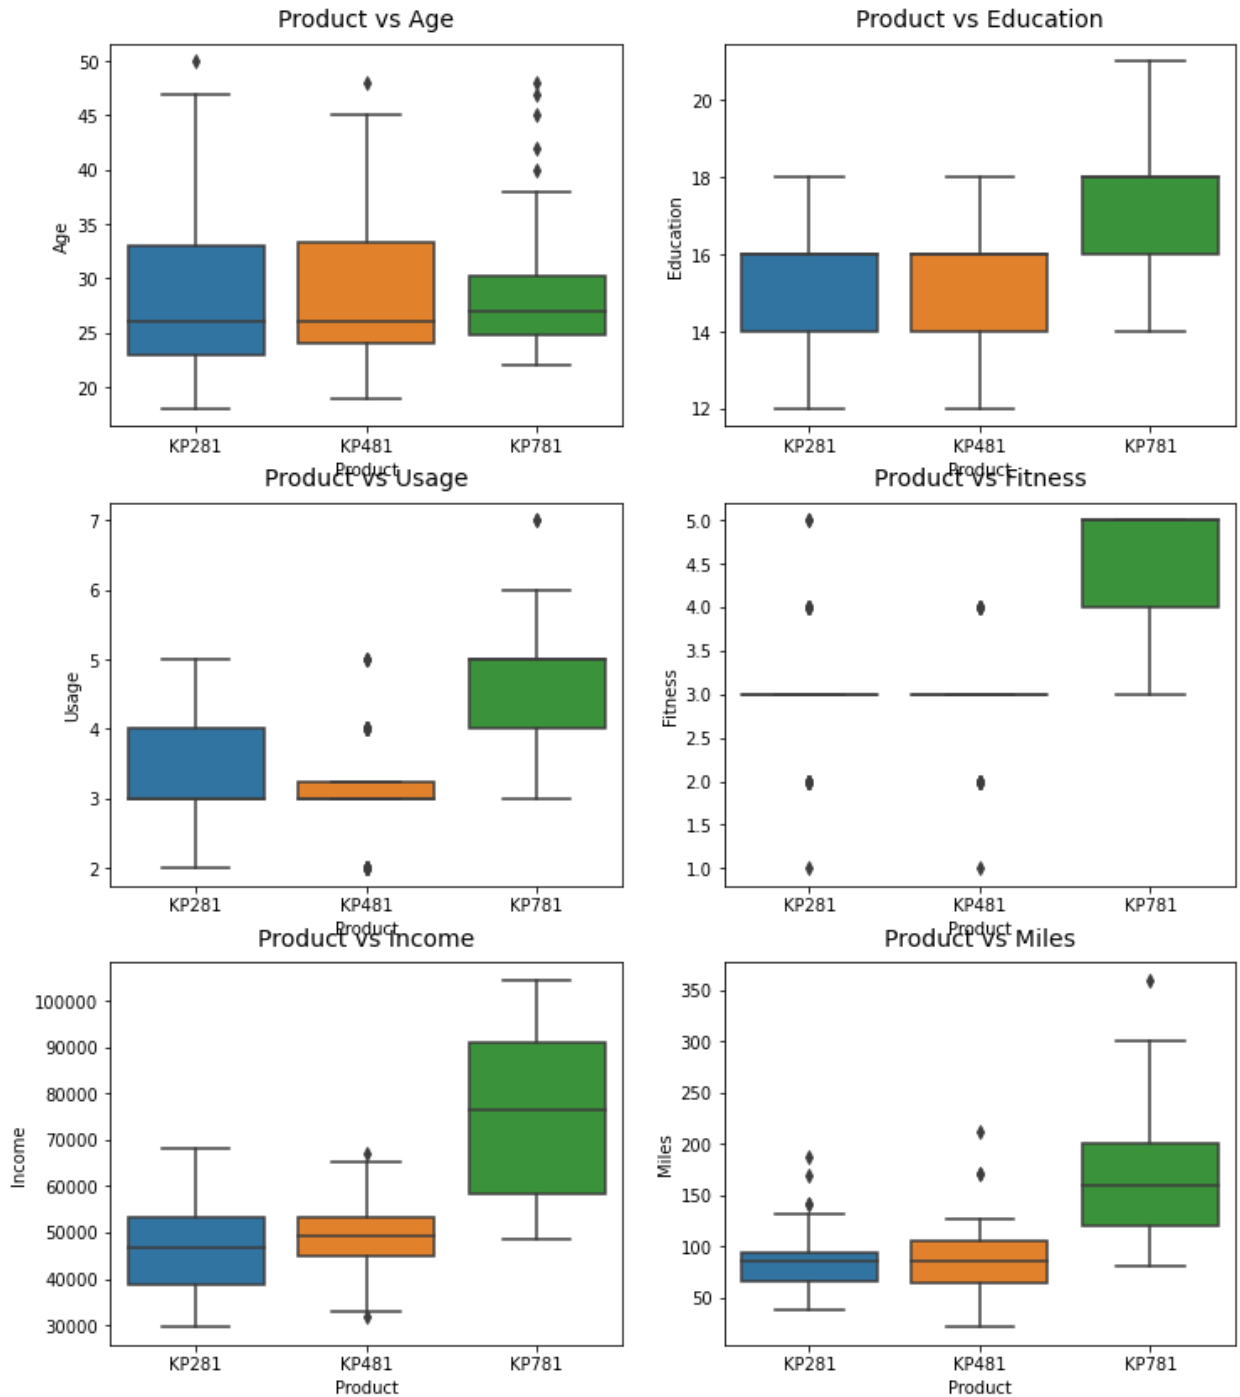 Product vs Age
Product vs Education
50
45
40
35
30
25
20
Age
KP281 KP481 KP781
Product
20
18
16
14
12
Education
KP281 KP481 KP781
Product
Product vs Usage
Product vs Fitness
7
6
5
4
3
2
Usage
KP281 KP481 KP781
Product
5.0
4.5
4.0
3.5
3.0
2.5
2.0
1.5
1.0
Fitness
KP281 KP481 KP781
Product
Product vs Income
Product vs Miles
100000
90000
80000
70000
60000
50000
40000
30000
Income
KP281 KP481 KP781
Product
350
300
250
200
150
100
50
Miles
KP281 KP481 KP781
Product